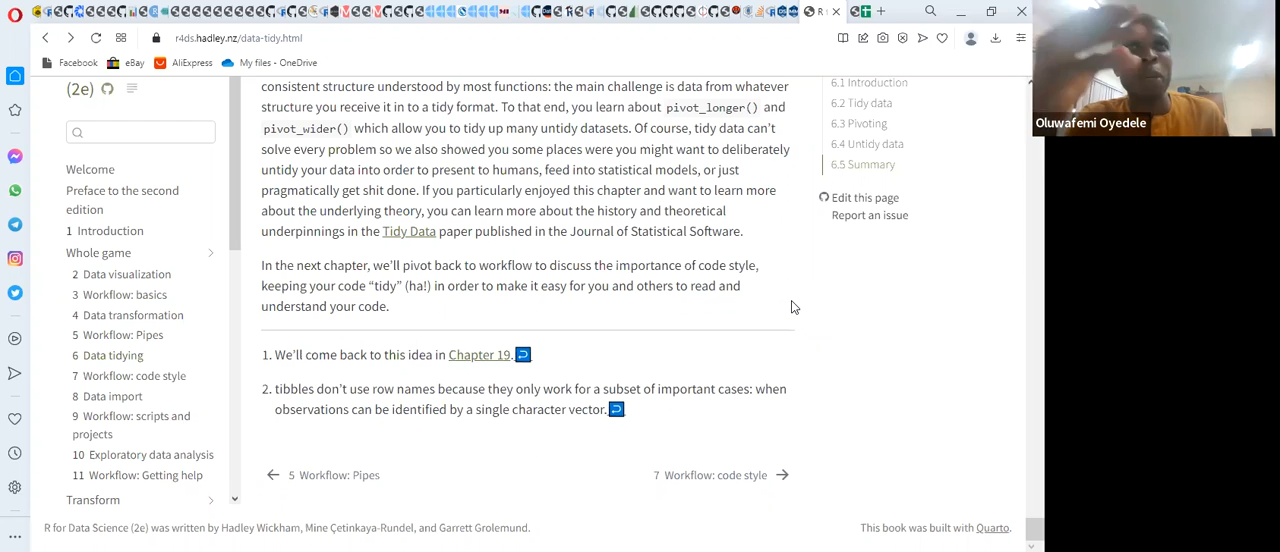 R
r4ds.hadley.nz/data-tidy.html
Facebook
eBay
AliExpress
My files - OneDrive
(2e)
Welcome
Preface to the second
edition
1 Introduction
Whole game
2 Data visualization
3 Workflow: basics
4 Data transformation
5 Workflow: Pipes
6 Data tidying
7 Workflow: code style
8 Data import
9 Workflow: scripts and
projects
10 Exploratory data analysis
11 Workflow: Getting help
Transform
consistent structure understood by most functions: the main challenge is data from whatever
structure you receive it in to a tidy format. To that end, you learn about pivot_longer() and
pivot_wider() which allow you to tidy up many untidy datasets. Of course, tidy data can't
solve every problem so we also showed you some places were you might want to deliberately
untidy your data into order to present to humans, feed into statistical models, or just
pragmatically get shit done. If you particularly enjoyed this chapter and want to learn more
about the underlying theory, you can learn more about the history and theoretical
underpinnings in the Tidy Data paper published in the Journal of Statistical Software.
In the next chapter, we'll pivot back to workflow to discuss the importance of code style,
keeping your code “tidy” (ha!) in order to make it easy for you and others to read and
understand your code.
1. We'll come back to this idea in Chapter 19.
2. tibbles don't use row names because they only work for a subset of important cases: when
observations can be identified by a single character vector.
5 Workflow: Pipes
7 Workflow: code style
6.1 Introduction
6.2 Tidy data
6.3 Pivoting
6.4 Untidy data
6.5 Summary
Edit this page
Report an issue
Oluwafemi Oyedele
R for Data Science (2e) was written by Hadley Wickham, Mine Çetinkaya-Rundel, and Garrett Grolemund.
This book was built with Quarto.